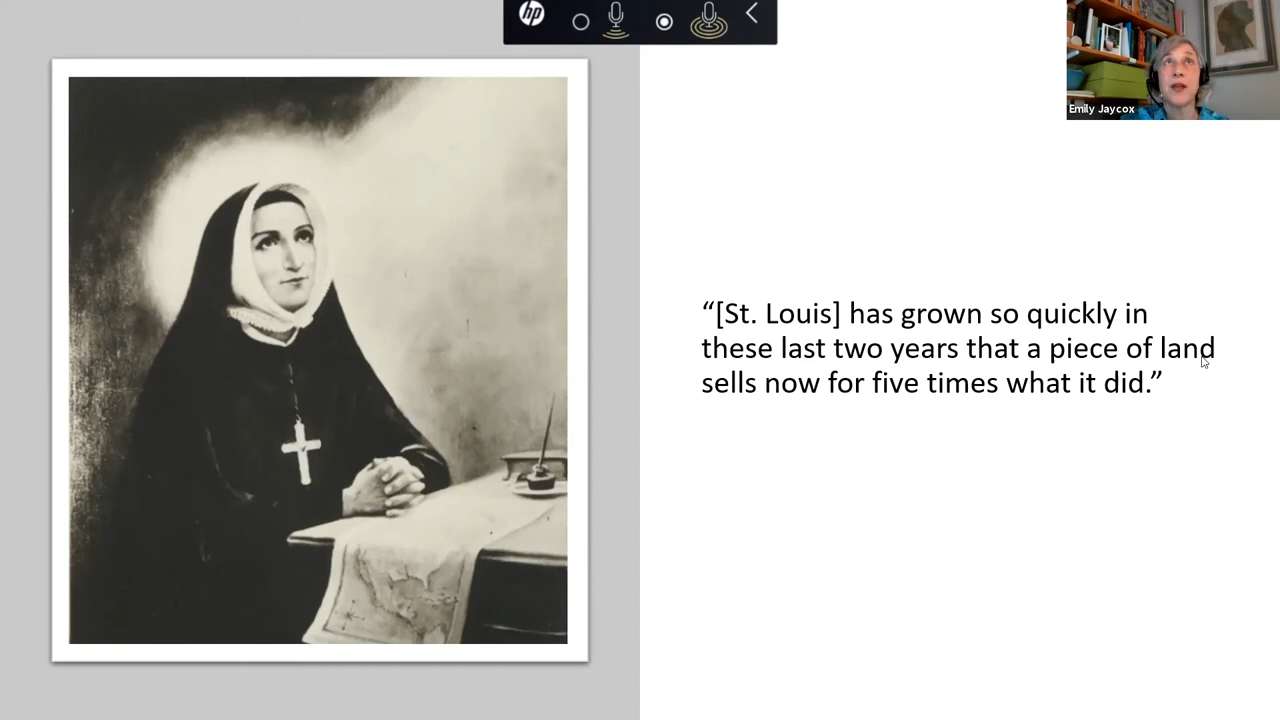 hp
Emily Jaycox
“[St. Louis] has grown so quickly in
these last two years that a piece of land
sells now for five times what it did.”